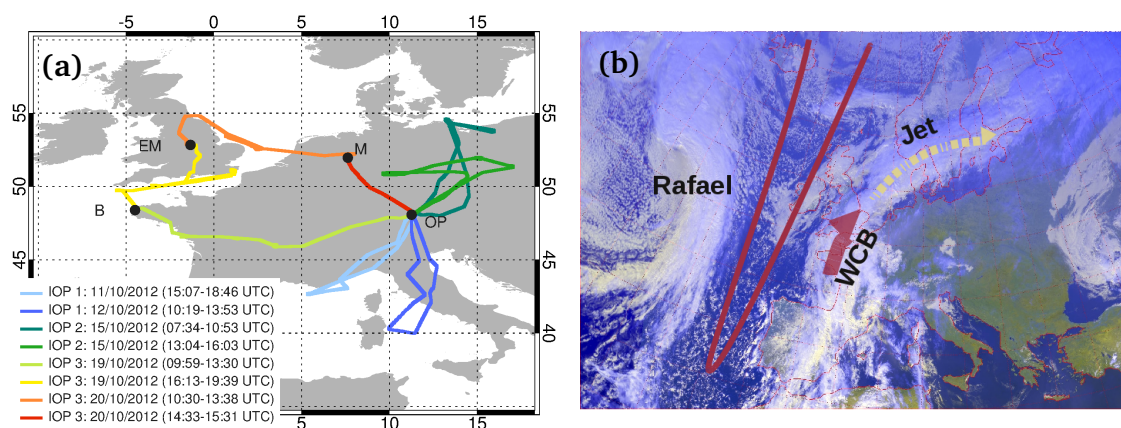 -5 0 5 10 15
(a)
55
50
45
40
55
50
45
40
EM
M
B
OP
IOP 1: 11/10/2012 (15:07-18:46 UTC)
IOP 1: 12/10/2012 (10:19-13:53 UTC)
IOP 2: 15/10/2012 (07:34-10:53 UTC)
IOP 2: 15/10/2012 (13:04-16:03 UTC)
IOP 3: 19/10/2012 (09:59-13:30 UTC)
IOP 3: 19/10/2012 (16:13-19:39 UTC)
IOP 3: 20/10/2012 (10:30-13:38 UTC)
IOP 3: 20/10/2012 (14:33-15:31 UTC)
0 5 10 15
(b)
Jet
Rafael
WCB